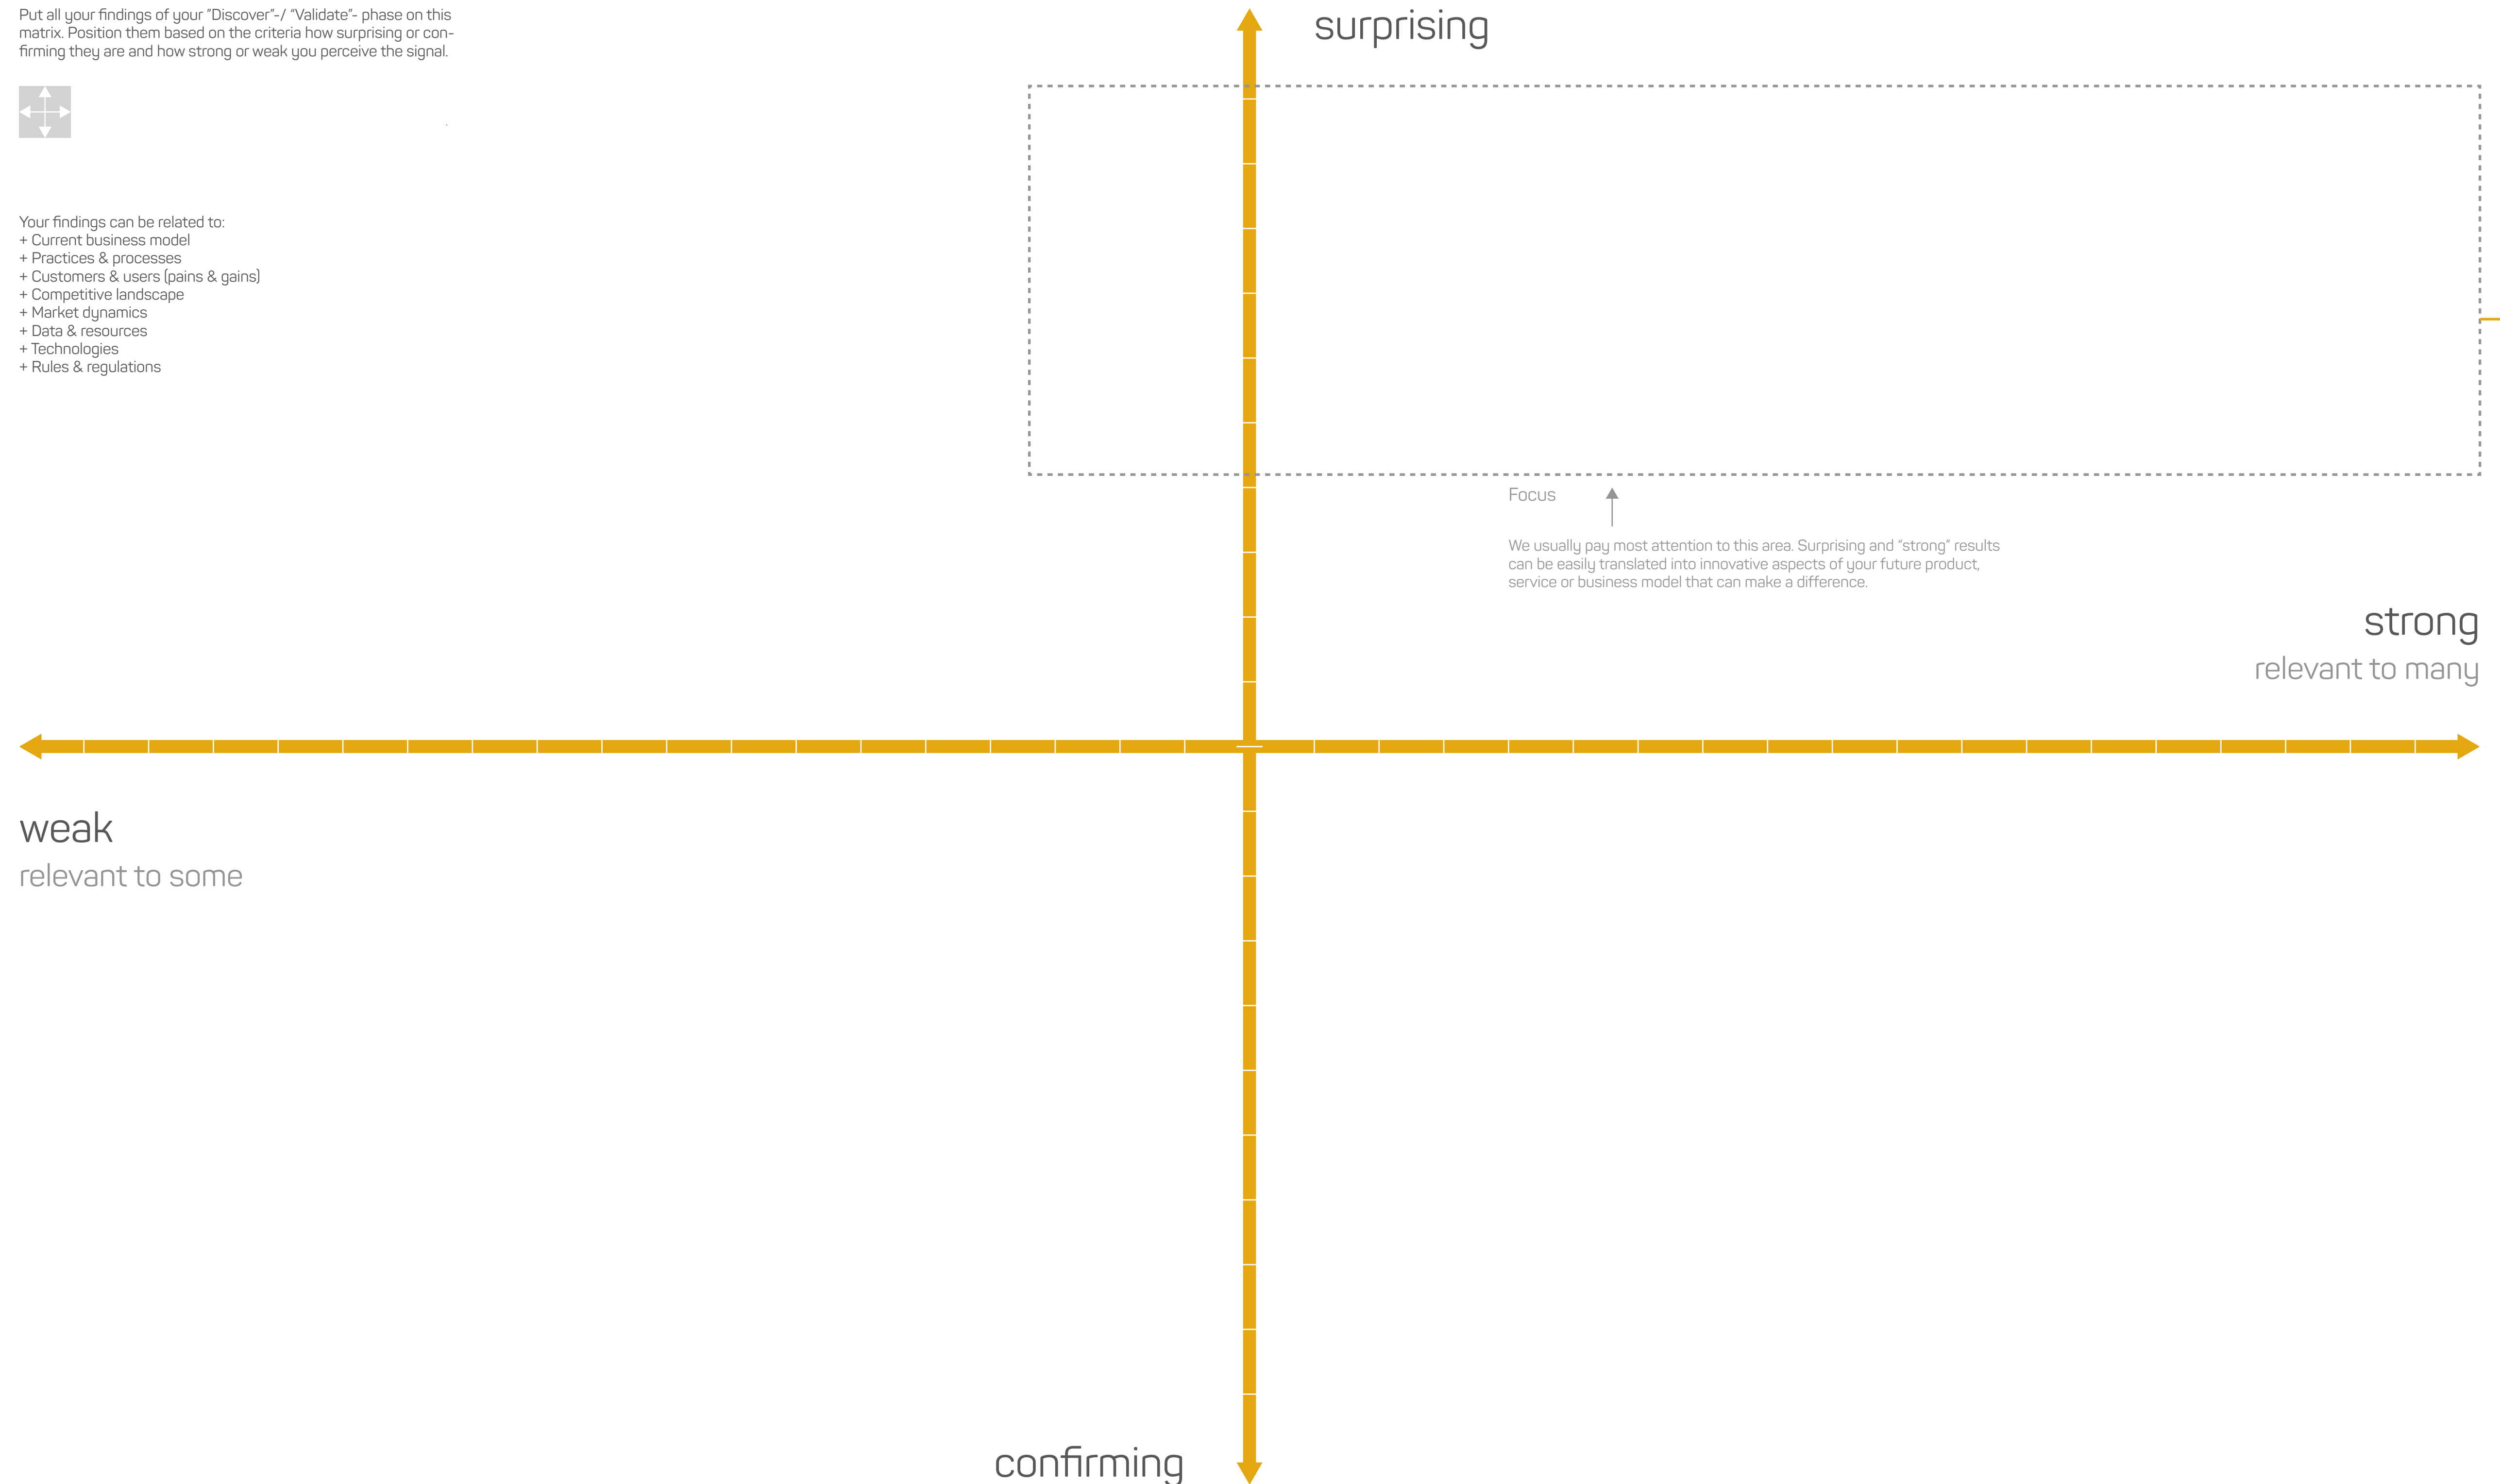 Put all your findings of your "Discover"-/ "Validate"- phase on this
matrix. Position them based on the criteria how surprising or con-
firming they are and how strong or weak you perceive the signal.
Your findings can be related to:
+ Current business model
+ Practices & processes
+ Customers & users (pains & gains)
+ Competitive landscape
+ Market dynamics
+ Data & resources
+ Technologies
+ Rules & regulations
surprising
Focus
We usually pay most attention to this area. Surprising and "strong" results
can be easily translated into innovative aspects of your future product,
service or business model that can make a difference.
strong
relevant to many
weak
relevant to some
confirming